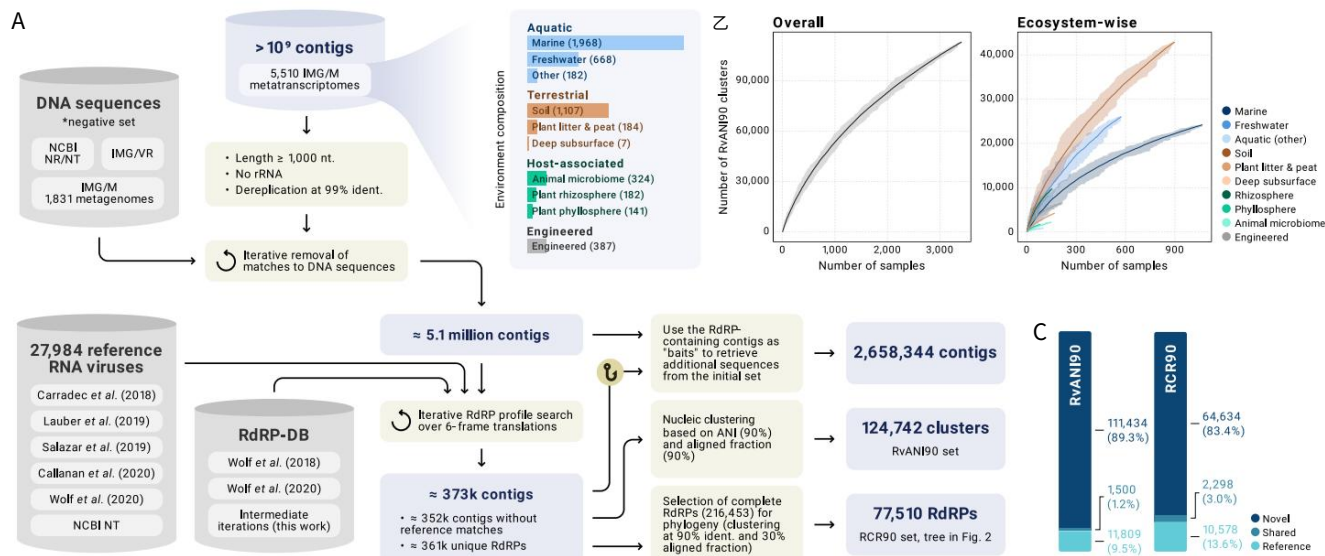 A
> 10⁹ contigs
5,510 IMG/M
metatranscriptomes
DNA sequences
*negative set
NCBI
NR/NT
IMG/VR
IMG/M
1,831 metagenomes
• Length ≥ 1,000 nt.
• No rRNA
• Dereplication at 99% ident.
Iterative removal of
matches to DNA sequences
Environment composition
Aquatic
Marine (1,968)
Freshwater (668)
Other (182)
Terrestrial
Soil (1,107)
Plant litter & peat (184)
Deep subsurface (7)
Host-associated
Animal microbiome (324)
Plant rhizosphere (182)
Plant phyllosphere (141)
Engineered
Engineered (387)
27,984 reference
RNA viruses
Carradec et al. (2018)
Lauber et al. (2019)
Salazar et al. (2019)
Callanan et al. (2020)
Wolf et al. (2020)
NCBI NT
RdRP-DB
Wolf et al. (2018)
Wolf et al. (2020)
Intermediate
iterations (this work)
≈ 5.1 million contigs
Iterative RdRP profile search
over 6-frame translations
≈ 373k contigs
• ≈ 352k contigs without
reference matches
• ≈ 361k unique RdRPs
Use the RdRP-
containing contigs as
"baits" to retrieve
additional sequences
from the initial set
2,658,344 contigs
Nucleic clustering
based on ANI (90%)
and aligned fraction
(90%)
124,742 clusters
RvANI90 set
Selection of complete
RdRPs (216,453) for
phylogeny (clustering
at 90% ident. and 30%
aligned fraction)
77,510 RdRPs
RCR90 set, tree in Fig. 2
乙
Overall
Number of RvANI90 clusters
90,000
60,000
30,000
0
0
1,000
2,000
3,000
Number of samples
Ecosystem-wise
40,000
30,000
20,000
10,000
0
0
300
600
900
Number of samples
Marine
Freshwater
Aquatic (other)
Soil
Plant litter & peat
Deep subsurface
Rhizosphere
Phyllosphere
Animal microbiome
Engineered
C
RvANI90
111,434
(89.3%)
1,500
(1.2%)
11,809
(9.5%)
RCR90
64,634
(83.4%)
2,298
(3.0%)
10,578
(13.6%)
Novel
Shared
Reference